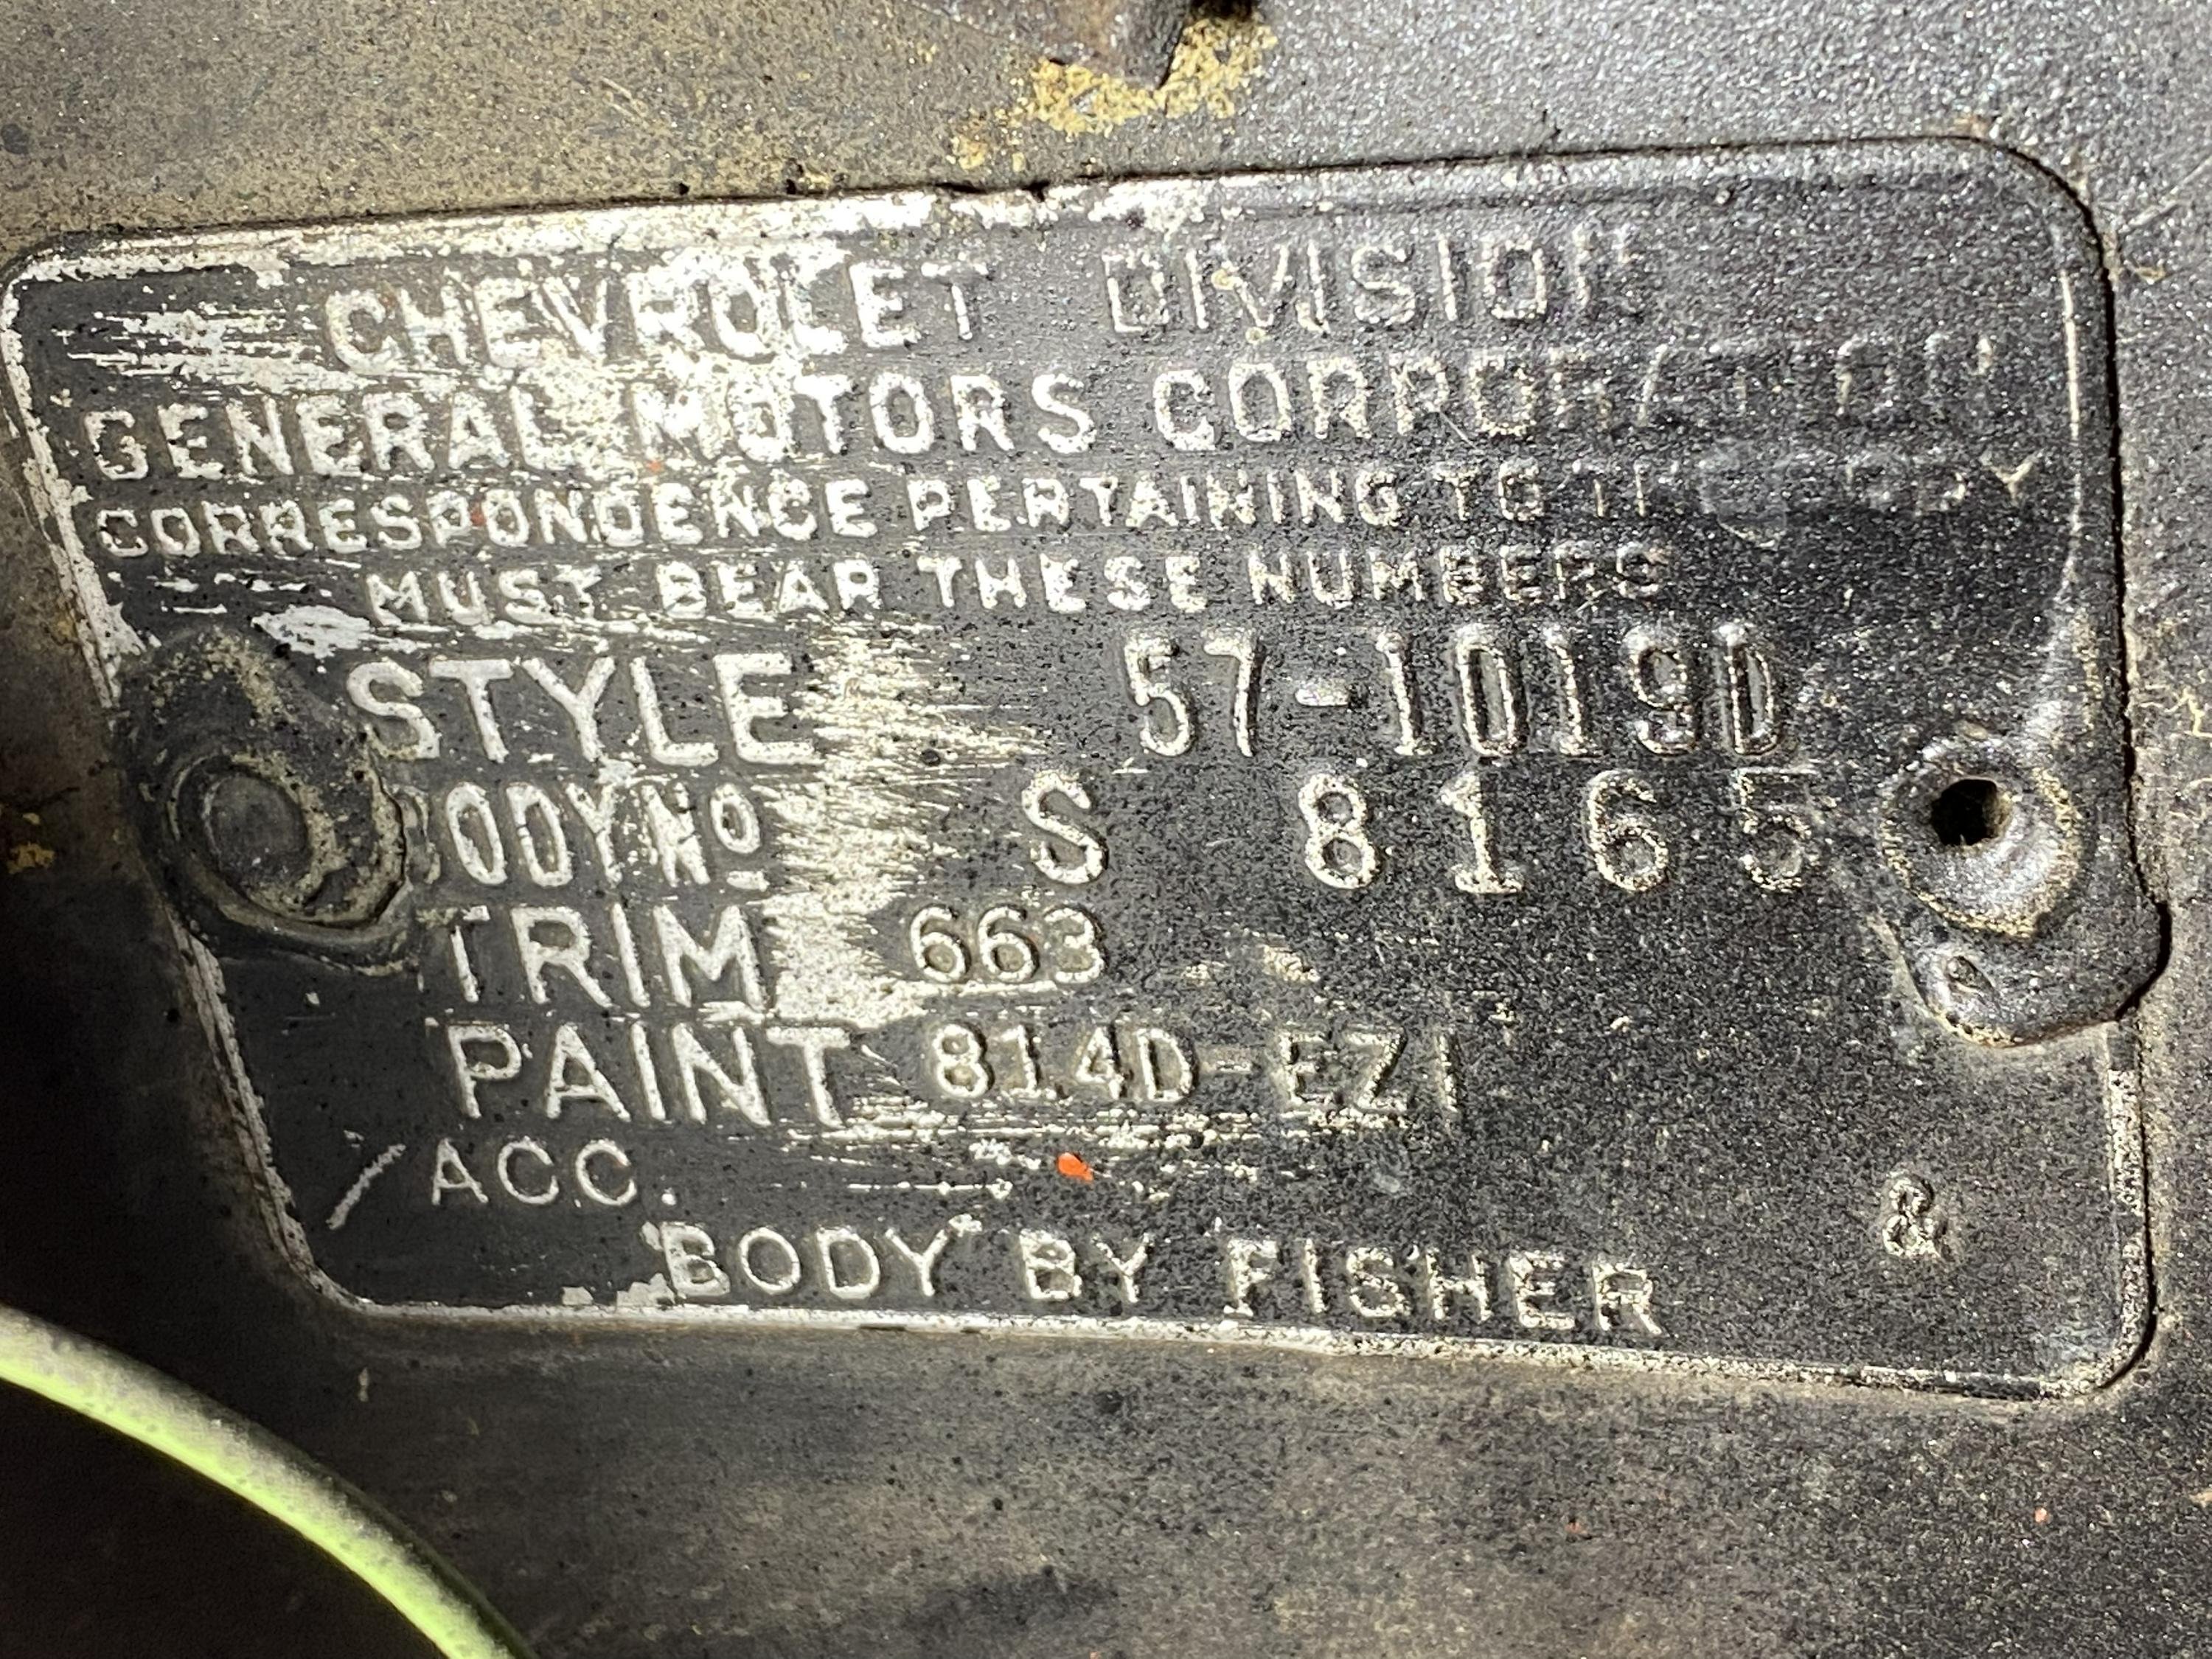 CHEVROLET DIVISION
GENERAL MOTORS CORPORATION
CORRESPONDENCE PERTAINING TO THE BODY
MUST BEAR THESE NUMBERS
STYLE 57-1019D
BODY Nº S 8165
TRIM 663
PAINT 814D-EZI
ACC.
&
BODY BY FISHER